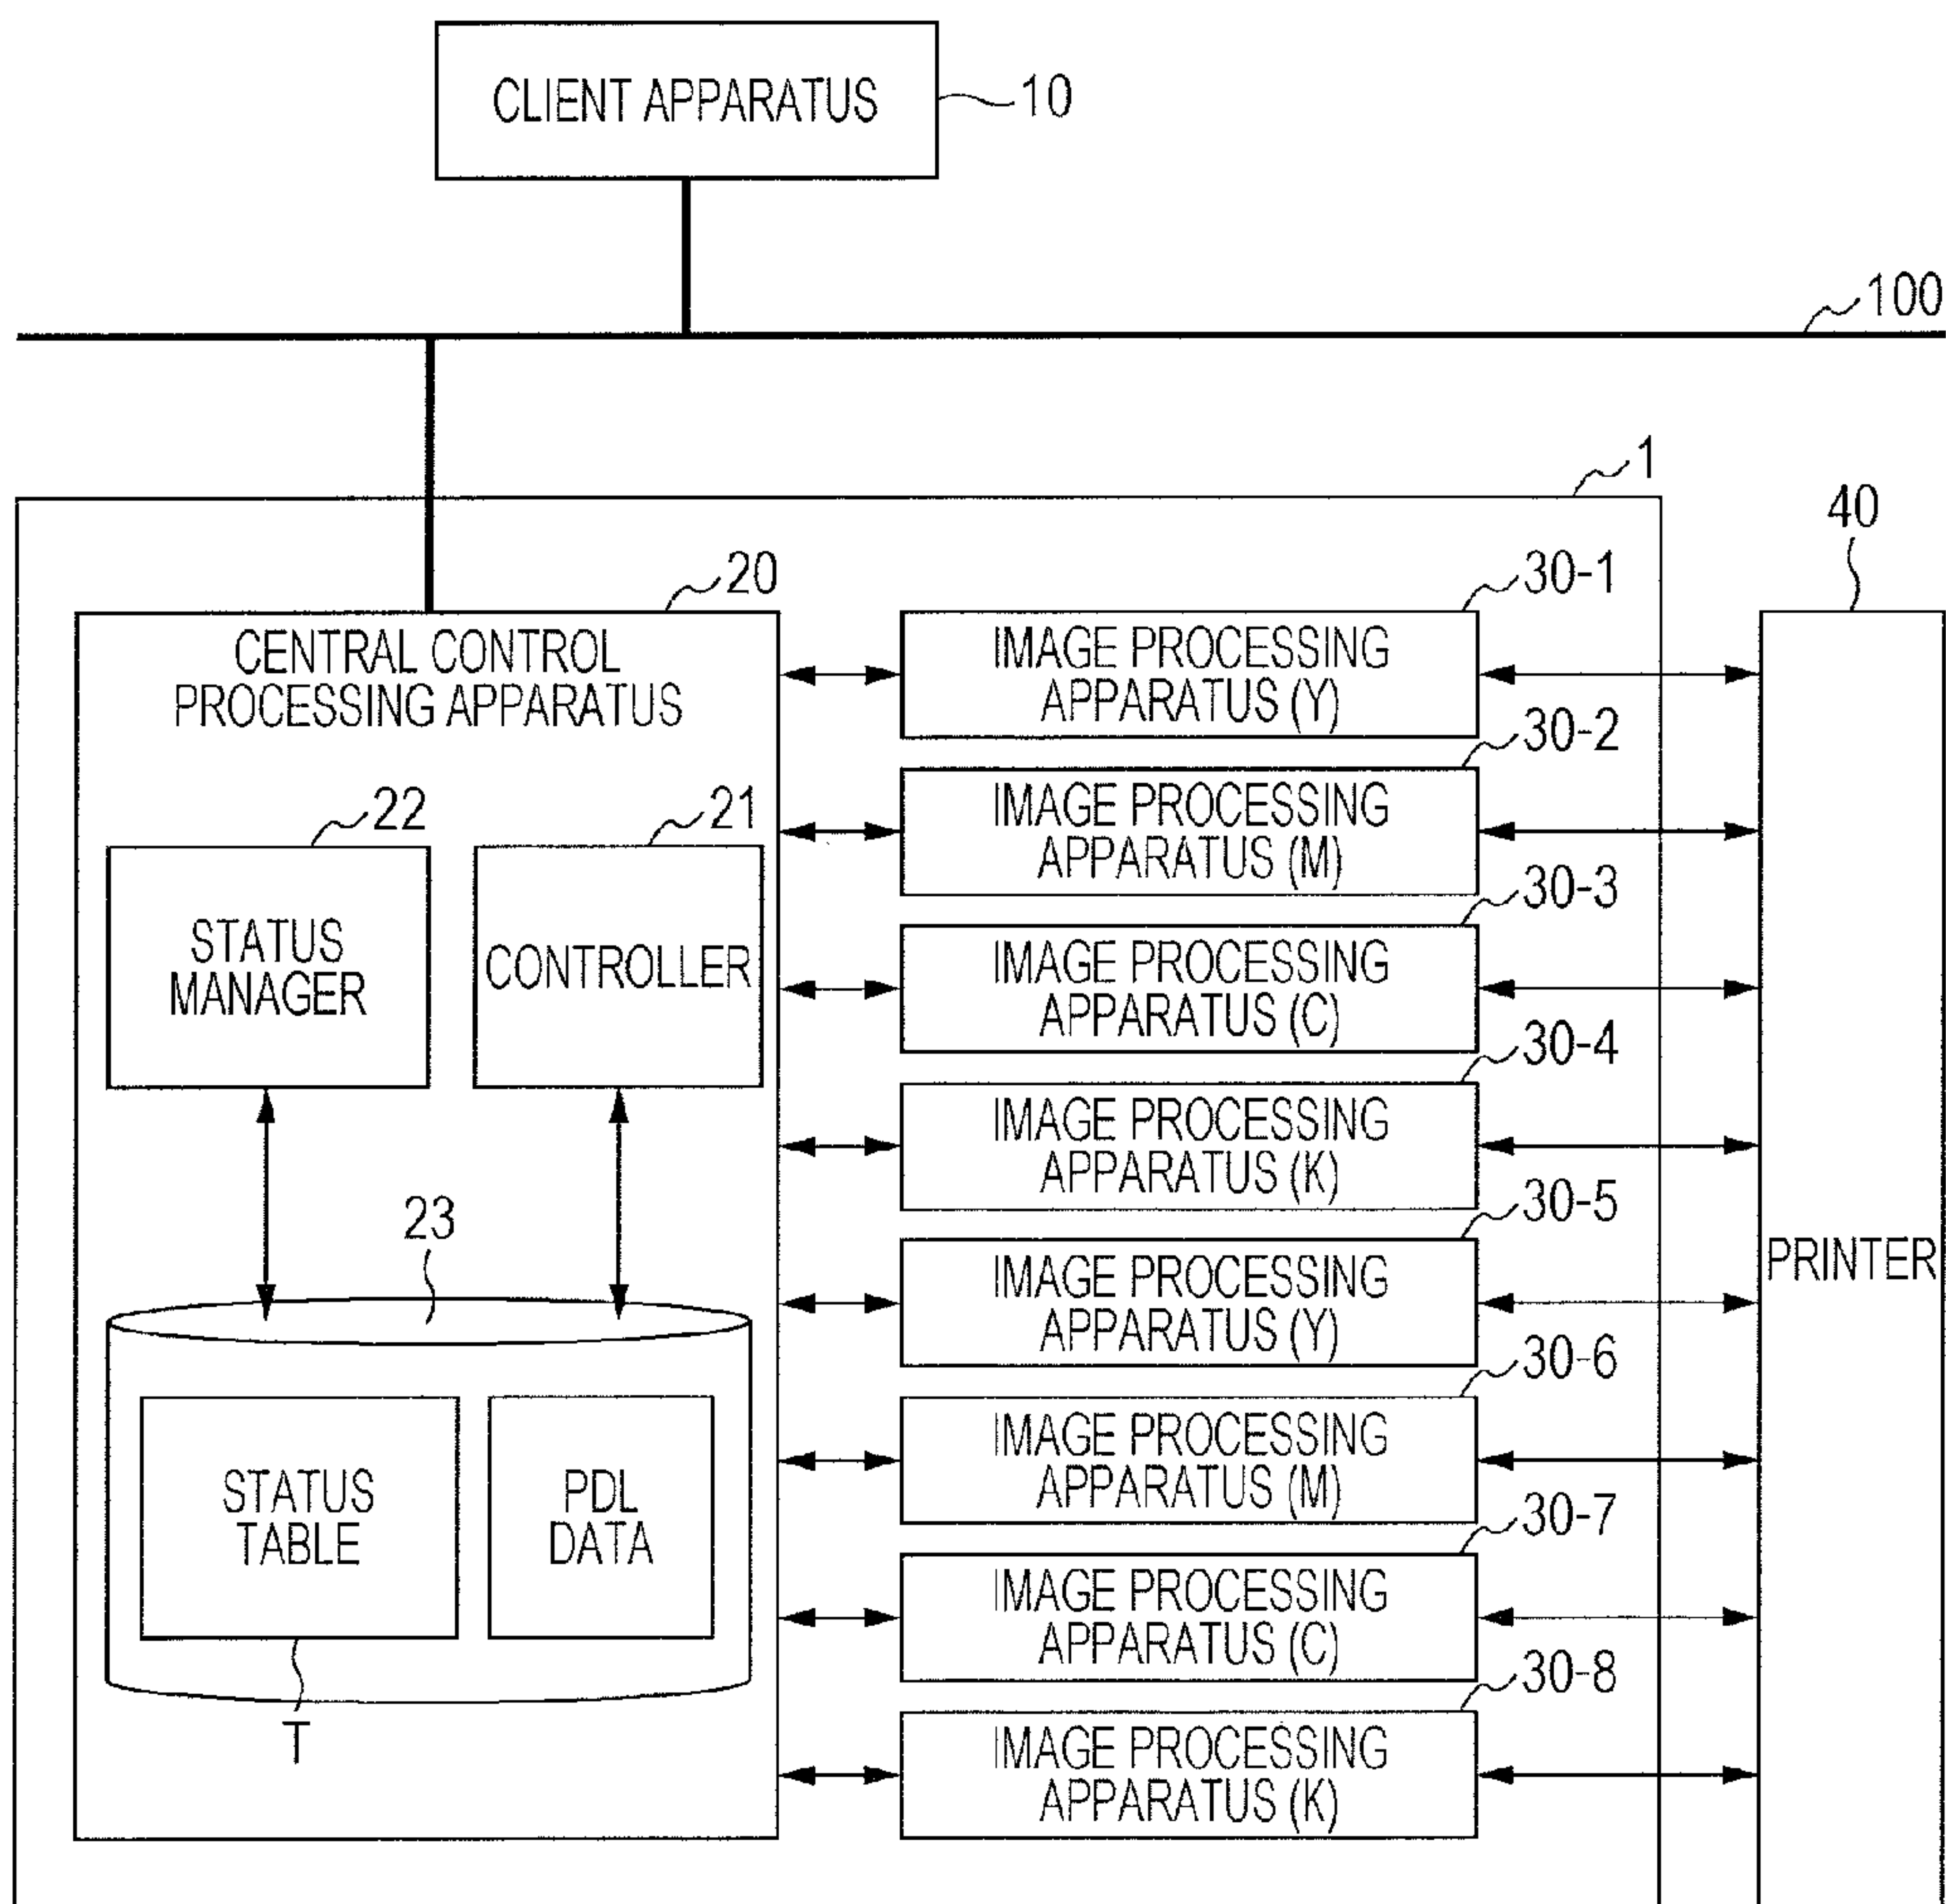 CLIENT APPARATUS
10
100
1
40
20
30-1
CENTRAL CONTROL
PROCESSING APPARATUS
IMAGE PROCESSING
APPARATUS (Y)
30-2
IMAGE PROCESSING
APPARATUS (M)
22
21
30-3
STATUS
MANAGER
CONTROLLER
IMAGE PROCESSING
APPARATUS (C)
30-4
IMAGE PROCESSING
APPARATUS (K)
30-5
23
IMAGE PROCESSING
APPARATUS (Y)
PRINTER
30-6
IMAGE PROCESSING
APPARATUS (M)
STATUS
TABLE
PDL
DATA
30-7
IMAGE PROCESSING
APPARATUS (C)
30-8
T
IMAGE PROCESSING
APPARATUS (K)